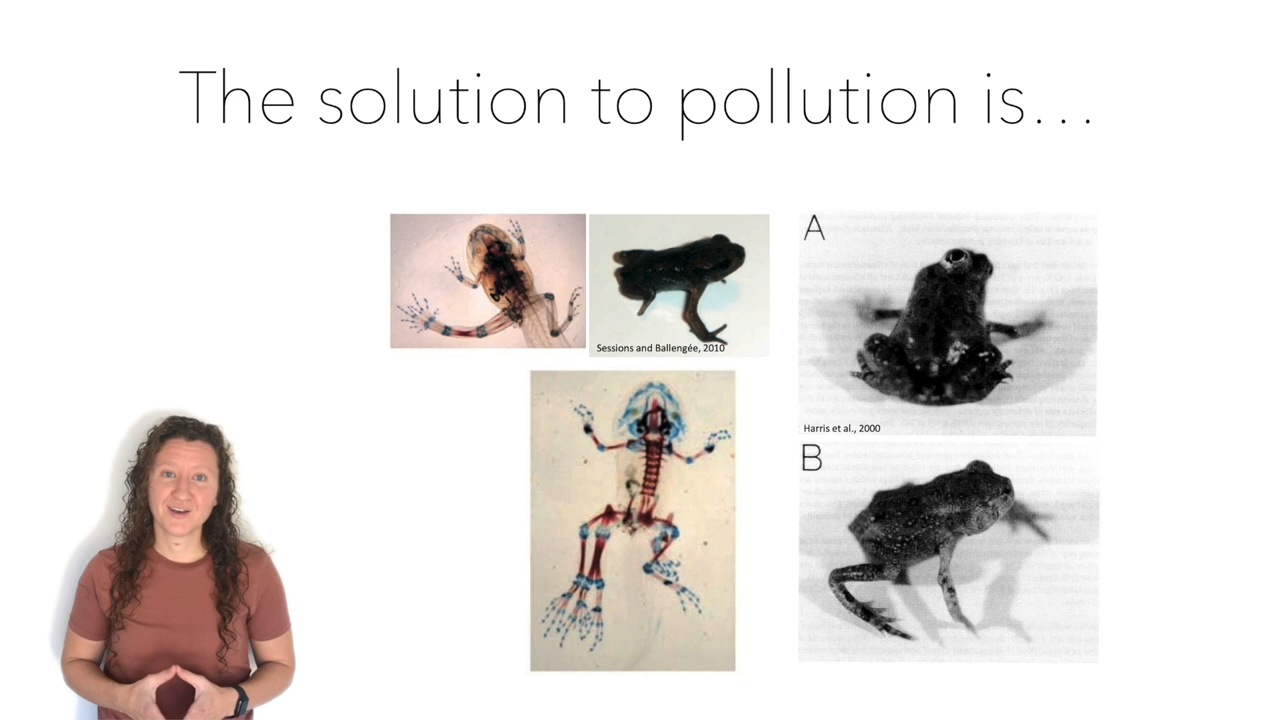 The solution to pollution is...
Sessions and Ballengée, 2010
A
Harris et al., 2000
B